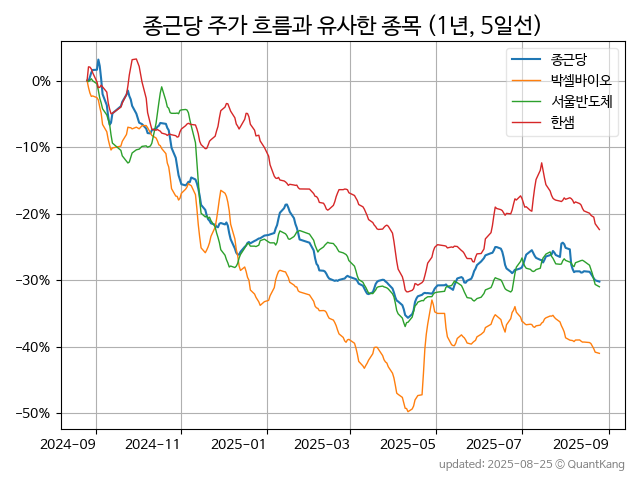 종근당 주가 흐름과 유사한 종목 (1년, 5일선)
종근당
박셀바이오
서울반도체
한샘
0%
−10%
−20%
−30%
−40%
−50%
2024−09
2024−11
2025−01
2025−03
2025−05
2025−07
2025−09
updated: 2025-08-25 © QuantKang